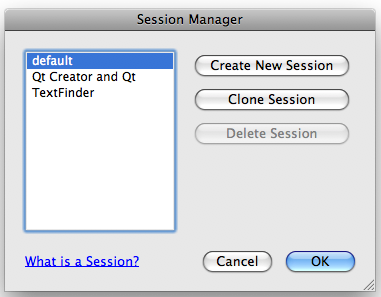 Session Manager
default
Qt Creator and Qt
TextFinder
Create New Session
Clone Session
Delete Session
What is a Session?
Cancel
OK